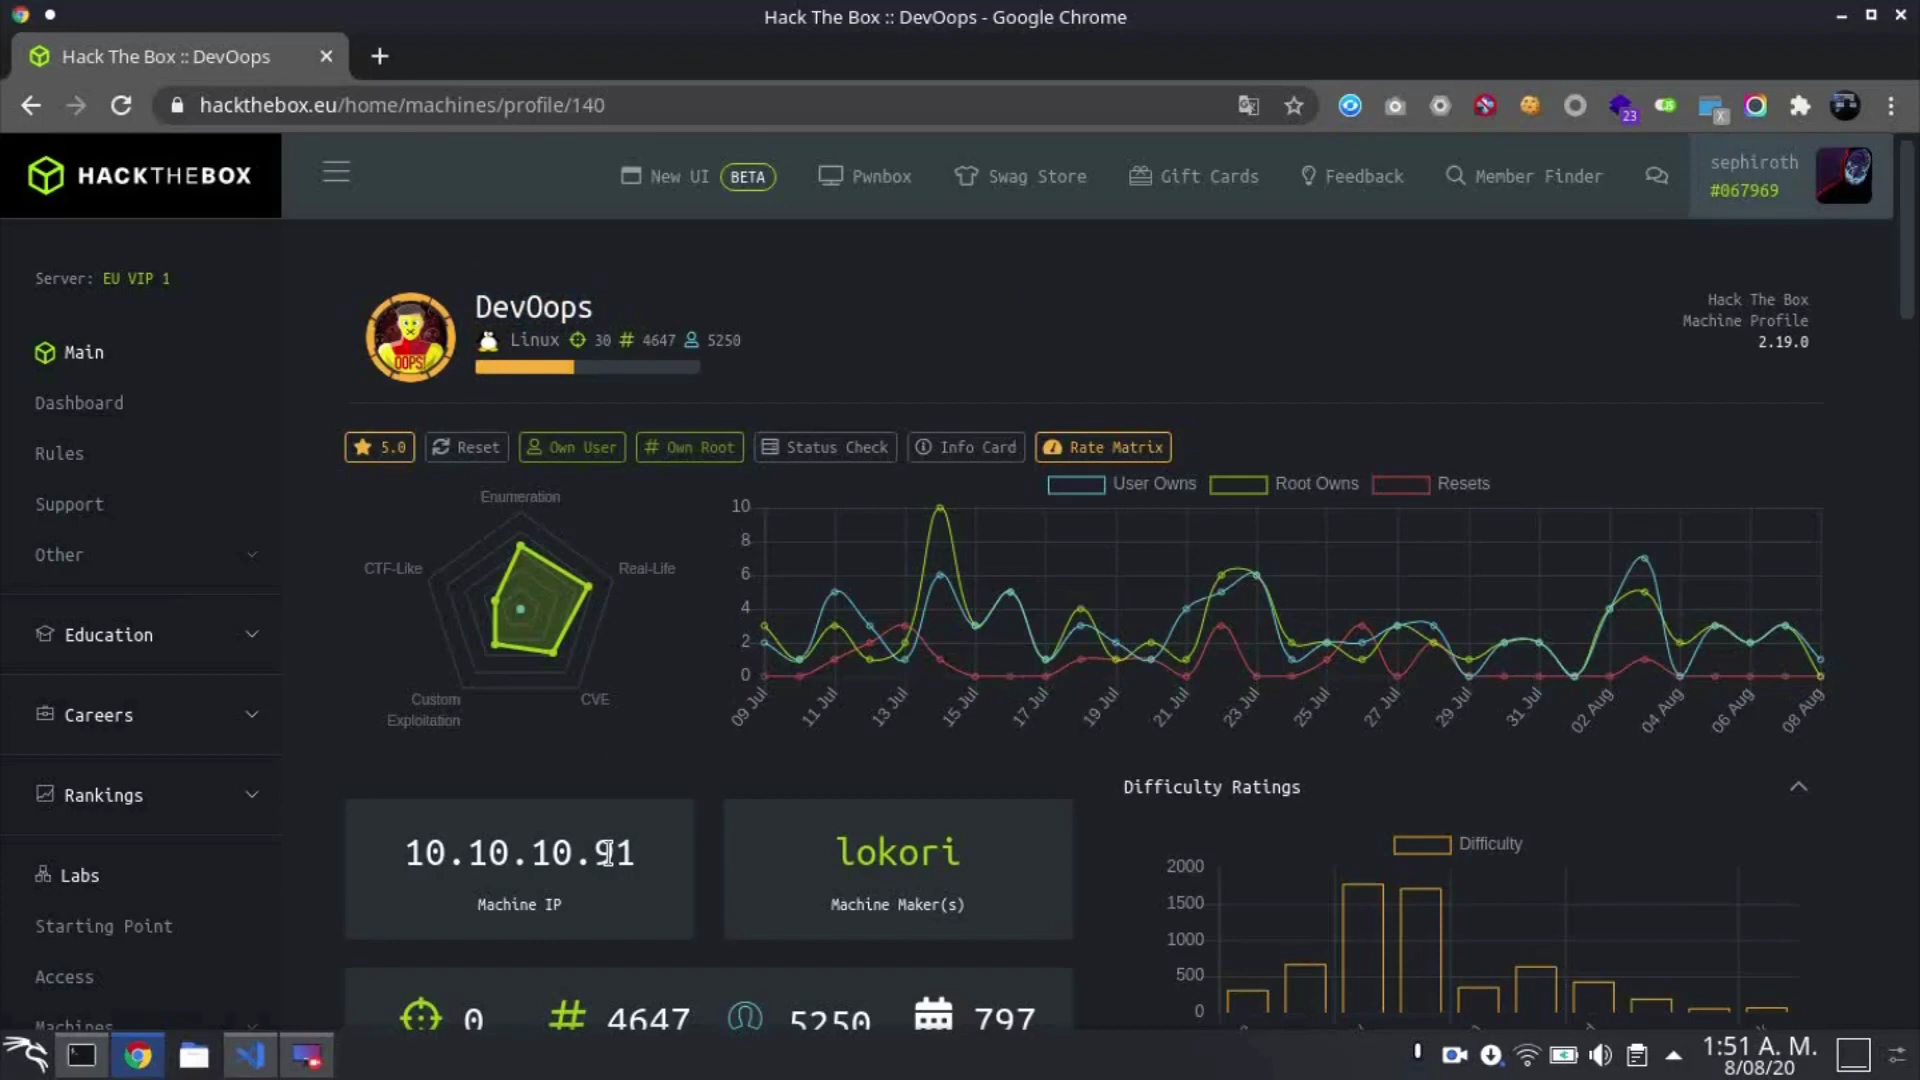 Hack The Box :: DevOops - Google Chrome
Hack The Box :: DevOops
hackthebox.eu/home/machines/profile/140
23
X
HACKTHEBOX
New UI BETA
Pwnbox
Swag Store
Gift Cards
Feedback
Member Finder
sephiroth
#067969
Server: EU VIP 1
Main
Dashboard
Rules
Support
Other
Education
Careers
Rankings
Labs
Starting Point
Access
Machines
DevOops
Linux 30 # 4647 5250
OOPS!
Hack The Box
Machine Profile
2.19.0
5.0
Reset
Own User
# Own Root
Status Check
Info Card
Rate Matrix
Enumeration
CTF-Like
Real-Life
Custom
Exploitation
CVE
User Owns
Root Owns
Resets
10
8
6
4
2
0
09 Jul
11 Jul
13 Jul
15 Jul
17 Jul
19 Jul
21 Jul
23 Jul
25 Jul
27 Jul
29 Jul
31 Jul
02 Aug
04 Aug
06 Aug
08 Aug
10.10.10.91
Machine IP
lokori
Machine Maker(s)
Difficulty Ratings
Difficulty
2000
1500
1000
500
0
0
# 4647
5250
797
1:51 A. M.
8/08/20